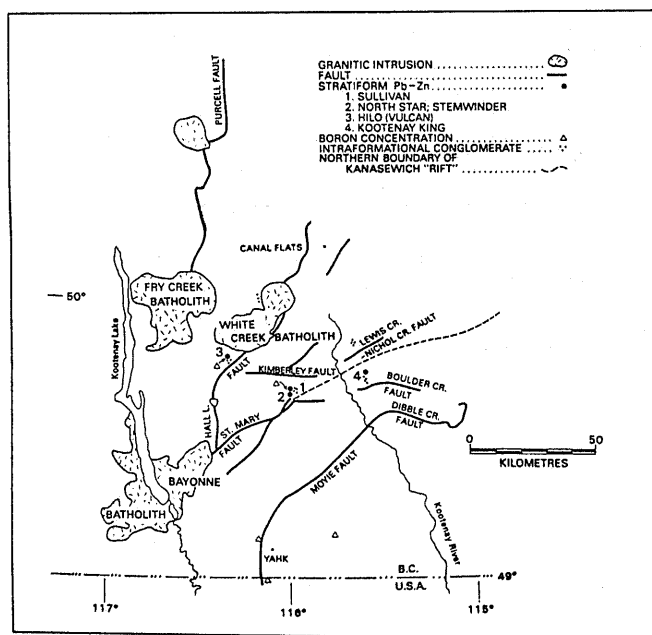 GRANITIC INTRUSION
FAULT
STRATIFORM Pb-Zn
1. SULLIVAN
2. NORTH STAR; STEMWINDER
3. HILO (VULCAN)
4. KOOTENAY KING
BORON CONCENTRATION
INTRAFORMATIONAL CONGLOMERATE
NORTHERN BOUNDARY OF
KANASEWICH "RIFT"
PURCELL FAULT
CANAL FLATS
50°
FRY CREEK
BATHOLITH
Kootenay Lake
WHITE
CREEK BATHOLITH
LEWIS CR.
NICHOL CR. FAULT
3
FAULT
HALL L.
KIMBERLEY FAULT
4
BOULDER CR.
FAULT
1
2
DIBBLE CR.
FAULT
ST. MARY
FAULT
0 50
KILOMETRES
MOYIE FAULT
BAYONNE
BATHOLITH
Kootenay River
YAHK
B.C.
U.S.A.
49°
117° 116° 115°